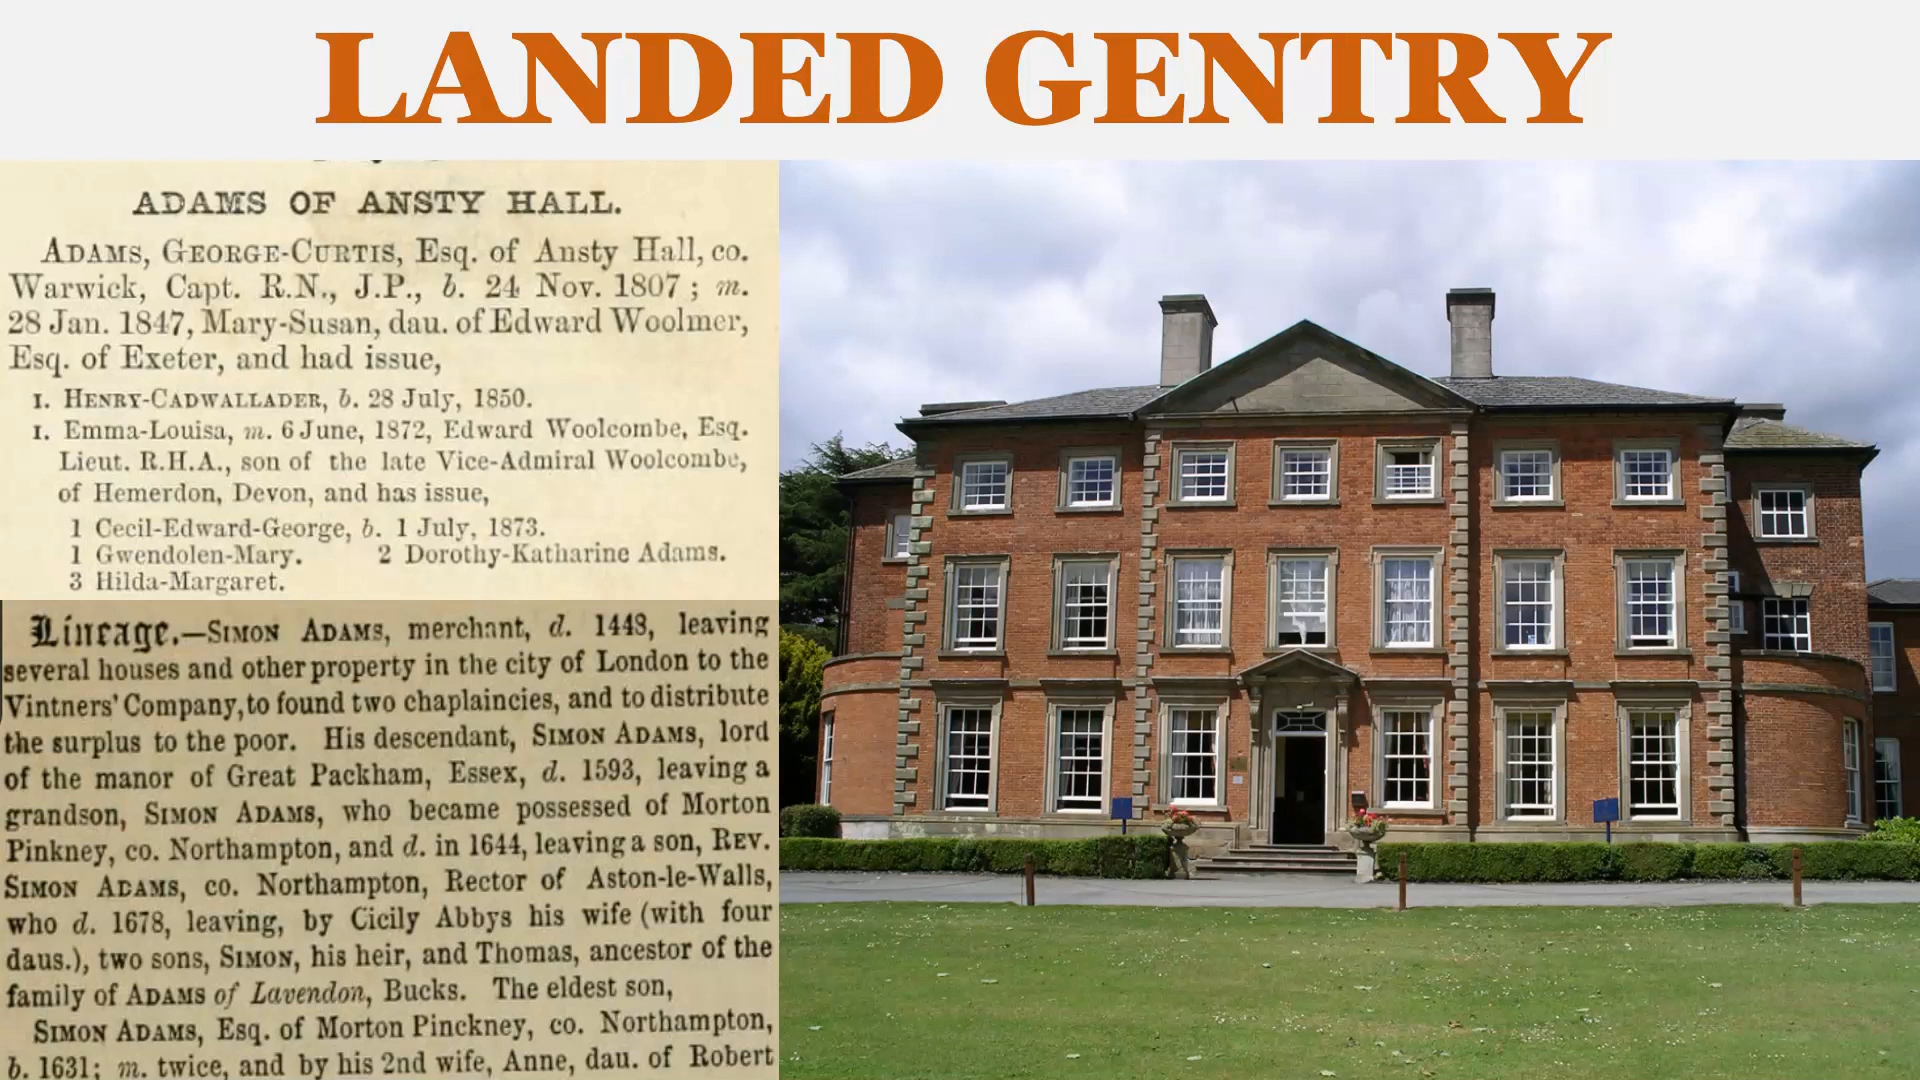 LANDED GENTRY
ADAMS OF ANSTY HALL.
ADAMS, GEORGE-CURTIS, Esq. of Ansty Hall, co.
Warwick, Capt. R.N., J.P., b. 24 Nov. 1807; m.
28 Jan. 1847, Mary-Susan, dau. of Edward Woolmer,
Esq. of Exeter, and had issue,
I. HENRY-CADWALLADER, b. 28 July, 1850.
I. Emma-Louisa, m. 6 June, 1872, Edward Woolcombe, Esq.
Lieut. R.H.A., son of the late Vice-Admiral Woolcombe,
of Hemerdon, Devon, and has issue,
1 Cecil-Edward-George, b. 1 July, 1873.
1 Gwendolen-Mary. 2 Dorothy-Katharine Adams.
3 Hilda-Margaret.
Lineage.—SIMON ADAMS, merchant, d. 1448, leaving
several houses and other property in the city of London to the
Vintners' Company, to found two chaplaincies, and to distribute
the surplus to the poor. His descendant, SIMON ADAMS, lord
of the manor of Great Packham, Essex, d. 1593, leaving a
grandson, SIMON ADAMS, who became possessed of Morton
Pinkney, co. Northampton, and d. in 1644, leaving a son, REV.
SIMON ADAMS, co. Northampton, Rector of Aston-le-Walls,
who d. 1678, leaving, by Cicily Abbys his wife (with four
daus.), two sons, SIMON, his heir, and Thomas, ancestor of the
family of ADAMS of Lavendon, Bucks. The eldest son,
SIMON ADAMS, Esq. of Morton Pinckney, co. Northampton,
b. 1631; m. twice, and by his 2nd wife, Anne, dau. of Robert